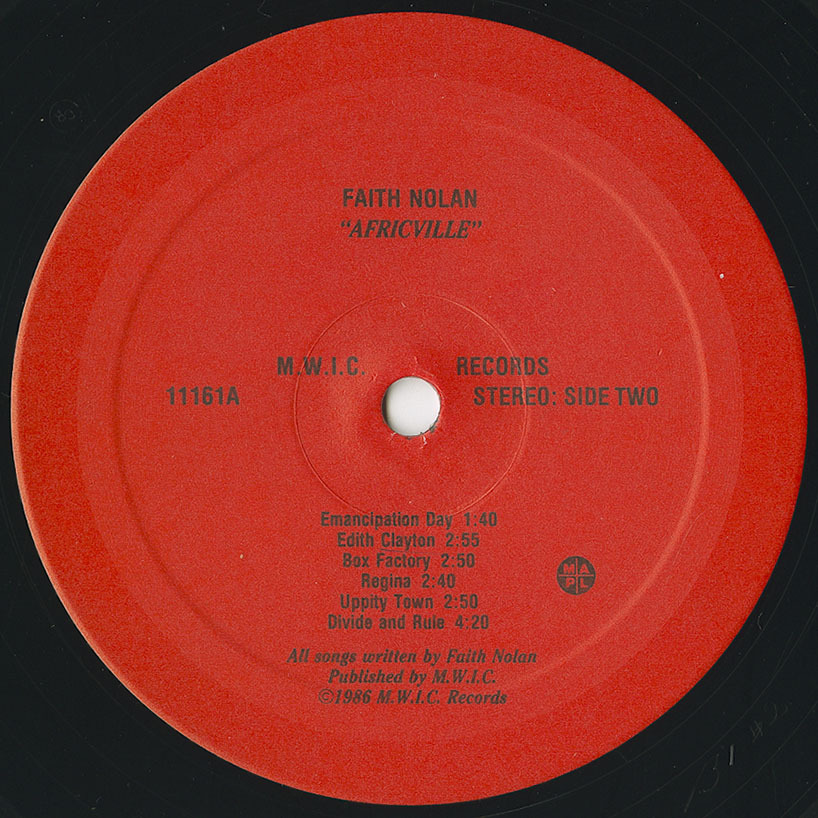 FAITH NOLAN
“AFRICVILLE”
M.W.I.C. RECORDS
11161A STEREO: SIDE TWO
Emancipation Day 1:40
Edith Clayton 2:55
Box Factory 2:50
Regina 2:40
Uppity Town 2:50
Divide and Rule 4:20
M A
P L
All songs written by Faith Nolan
Published by M.W.I.C.
©1986 M.W.I.C. Records